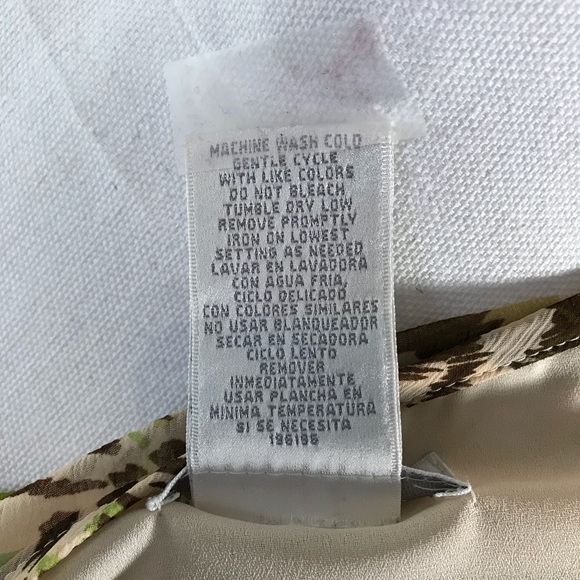 MACHINE WASH COLD
GENTLE CYCLE
WITH LIKE COLORS
DO NOT BLEACH
TUMBLE DRY LOW
REMOVE PROMPTLY
IRON ON LOWEST
SETTING AS NEEDED
LAVAR EN LAVADORA
CON AGUA FRIA,
CICLO DELICADO
CON COLORES SIMILARES
NO USAR BLANQUEADOR
SECAR EN SECADORA
CICLO LENTO
REMOVER
INMEDIATAMENTE
USAR PLANCHA EN
MINIMA TEMPERATURA
SI SE NECESITA
196196